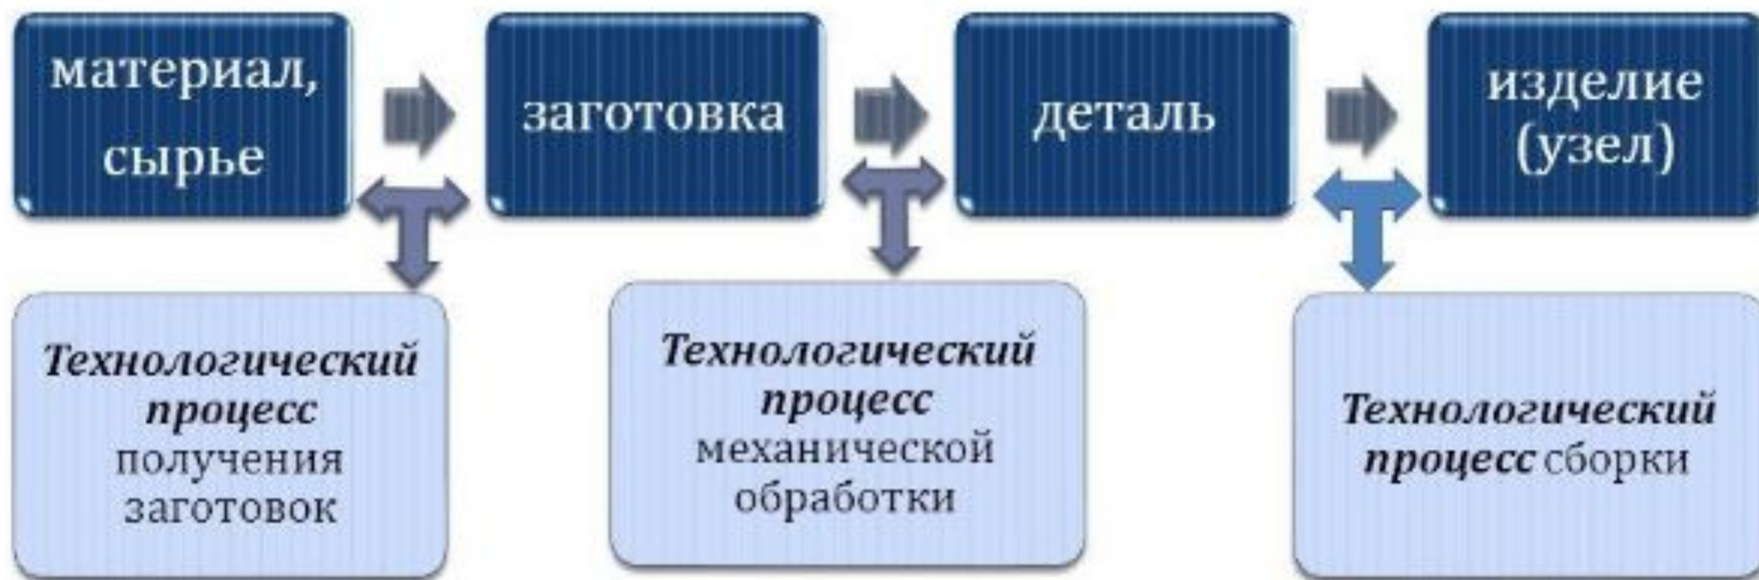 материал,
сырье
заготовка
деталь
изделие
(узел)
Технологический
процесс
получения
заготовок
Технологический
процесс
механической
обработки
Технологический
процесс сборки